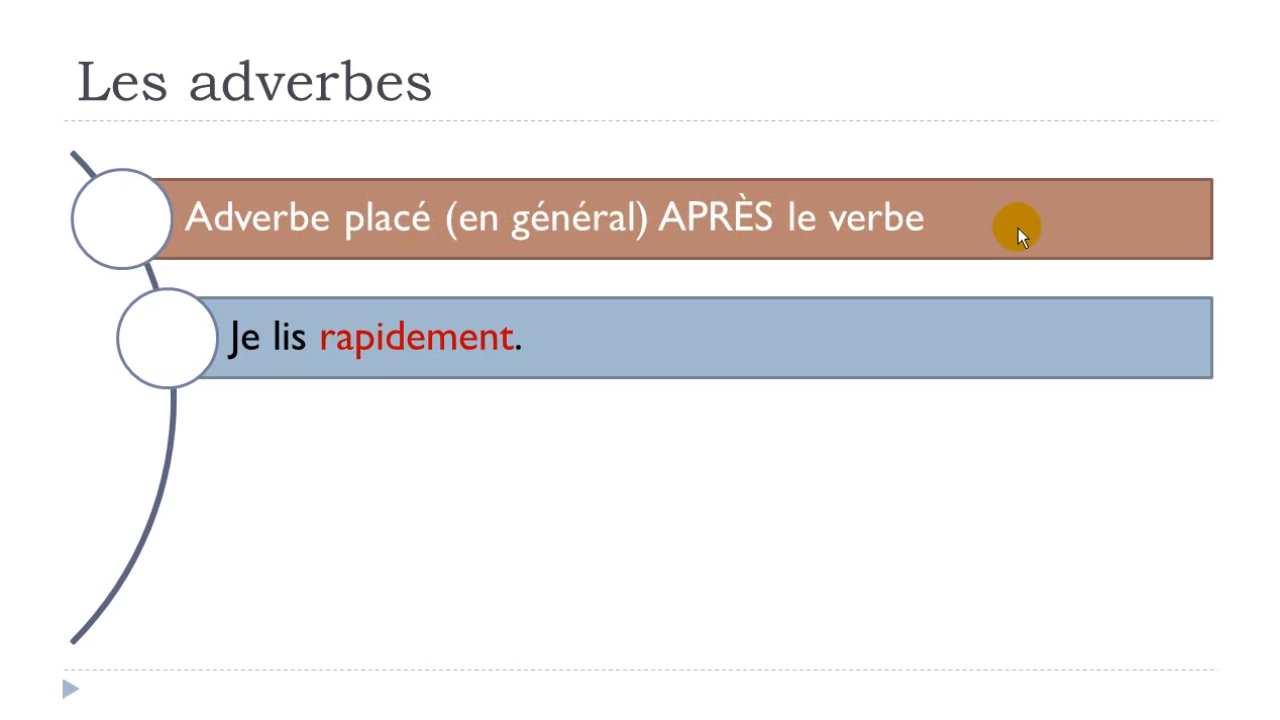 Les adverbes
Adverbe placé (en général) APRÈS le verbe
Je lis rapidement.